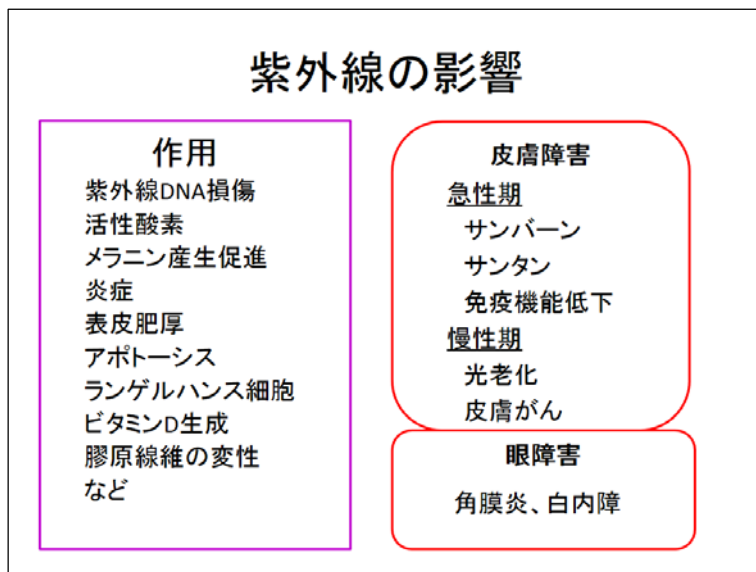 紫外線の影響
作用
紫外線DNA損傷
活性酸素
メラニン産生促進
炎症
表皮肥厚
アポトーシス
ランゲルハンス細胞
ビタミンD生成
膠原線維の変性
など
皮膚障害
急性期
サンバーン
サンタン
免疫機能低下
慢性期
光老化
皮膚がん
眼障害
角膜炎、白内障